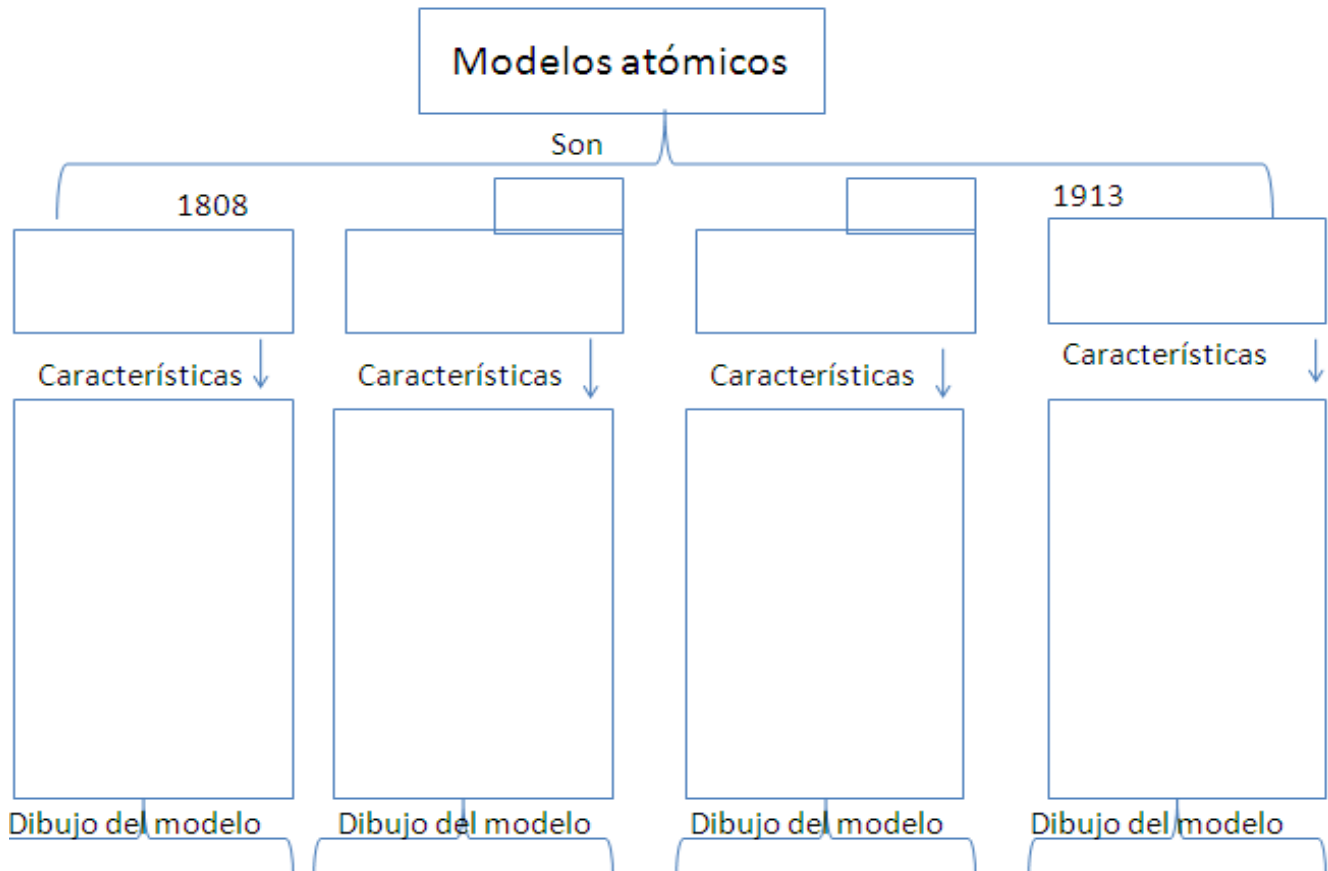 Modelos atómicos
Son
1808
1913
Características
Características
Características
Características
Dibujo del modelo
Dibujo del modelo
Dibujo del modelo
Dibujo del modelo